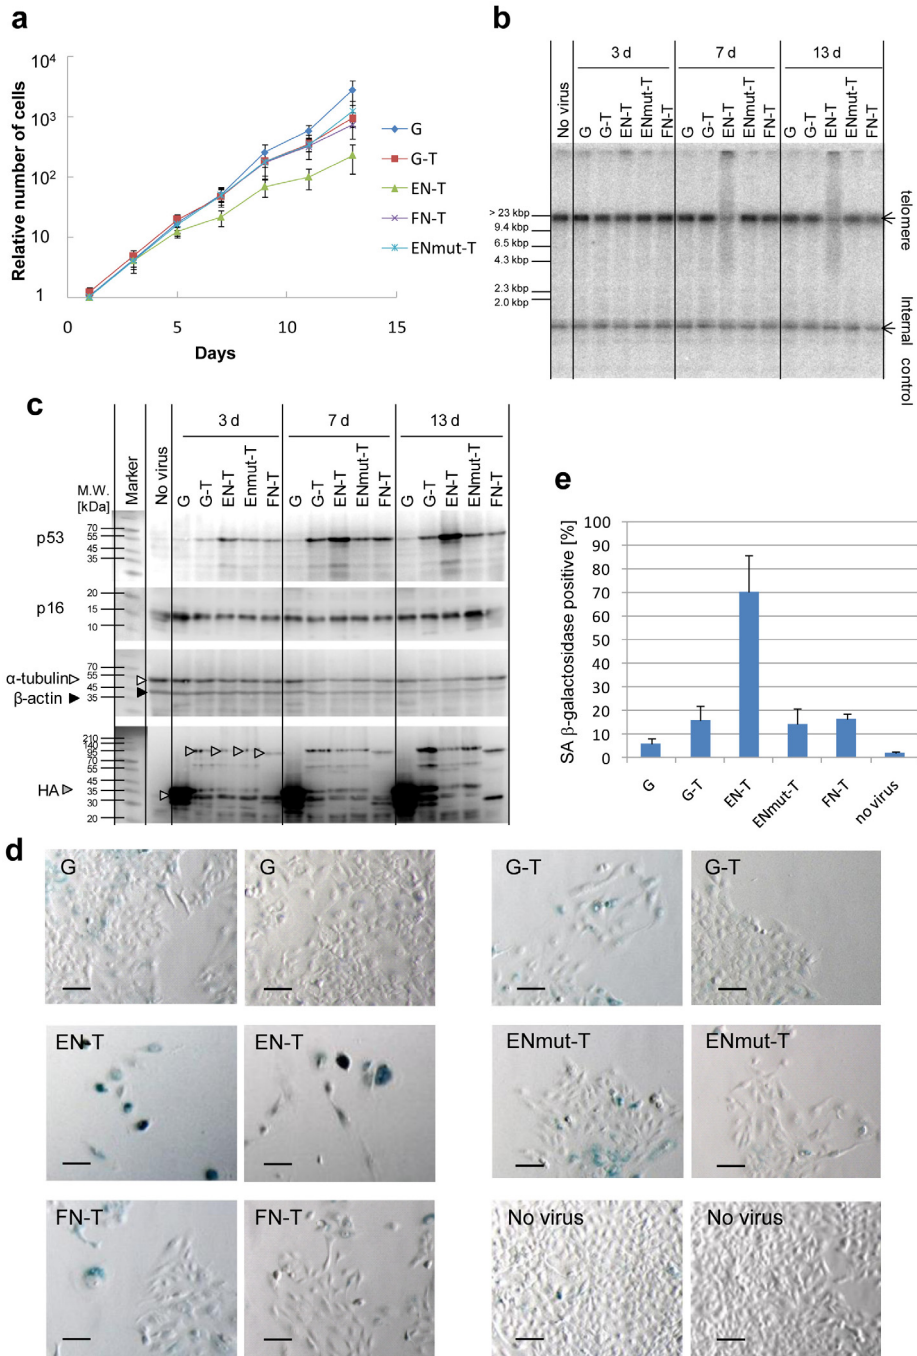 a
Relative number of cells
10⁴
10³
10²
10
1
0 5 10 15
Days
G
G-T
EN-T
FN-T
ENmut-T
b
3 d 7 d 13 d
No virus G G-T EN-T ENmut-T FN-T G G-T EN-T ENmut-T FN-T G G-T EN-T ENmut-T FN-T
> 23 kbp
9.4 kbp
6.5 kbp
4.3 kbp
2.3 kbp
2.0 kbp
telomere
Internal control
c
3 d 7 d 13 d
M.W. [kDa]
Marker No virus G G-T EN-T Enmut-T FN-T G G-T EN-T ENmut-T FN-T G G-T EN-T ENmut-T FN-T
p53
70
55
45
35
p16
20
15
10
α-tubulin
β-actin
70
55
45
35
HA
210
140
95
70
55
45
35
30
20
e
SA β-galactosidase positive [%]
100
90
80
70
60
50
40
30
20
10
0
G G-T EN-T ENmut-T FN-T no virus
d
G G G-T G-T
EN-T EN-T ENmut-T ENmut-T
FN-T FN-T No virus No virus